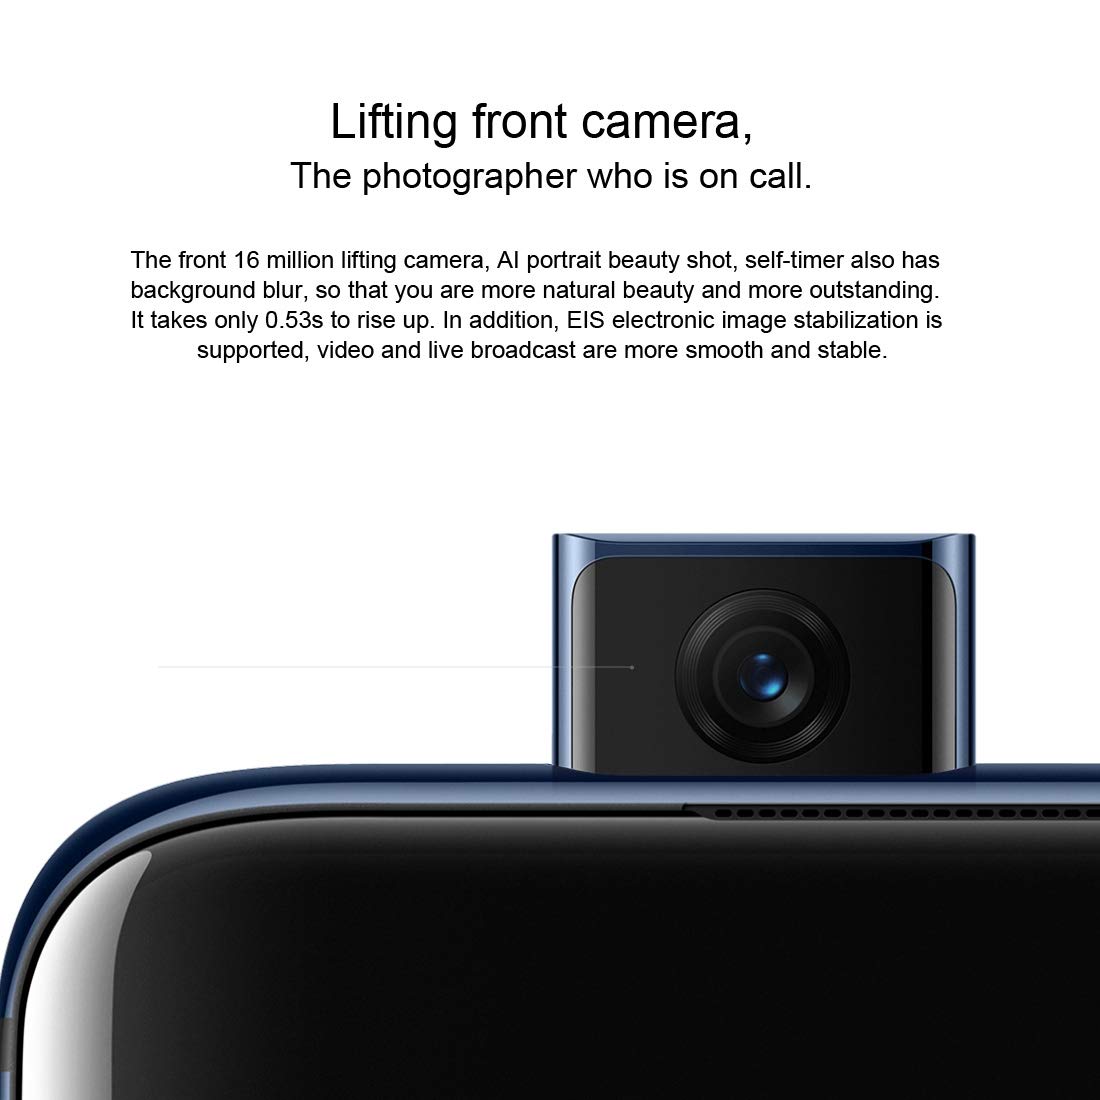 Lifting front camera,
The photographer who is on call.
The front 16 million lifting camera, AI portrait beauty shot, self-timer also has
background blur, so that you are more natural beauty and more outstanding.
It takes only 0.53s to rise up. In addition, EIS electronic image stabilization is
supported, video and live broadcast are more smooth and stable.